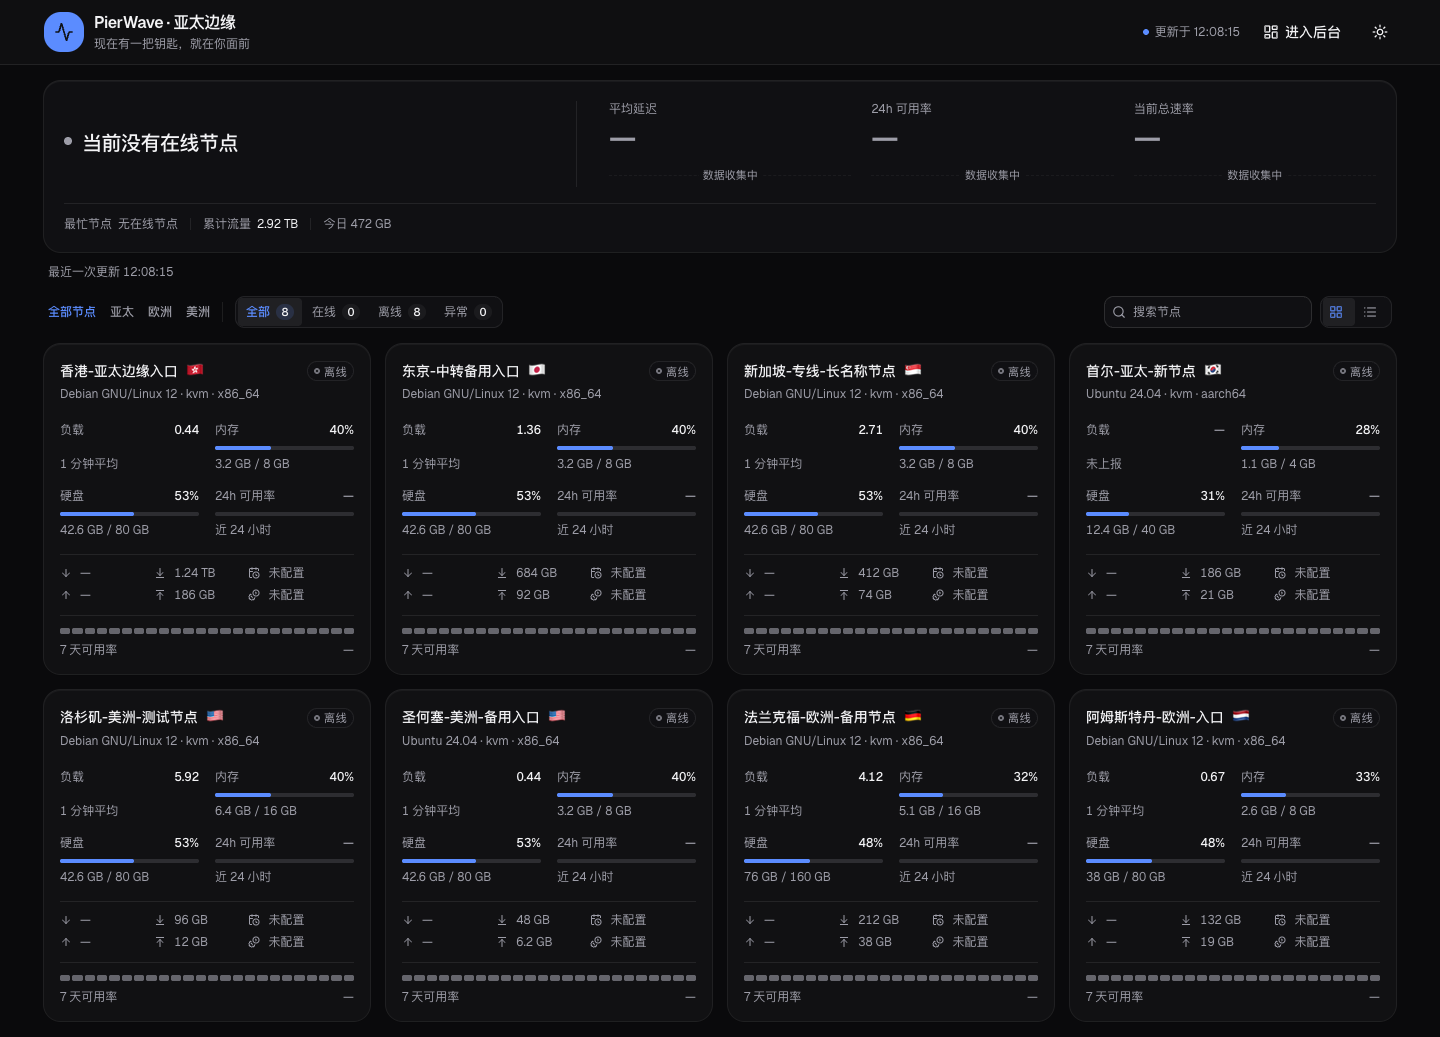 PierWave · 亚太边缘
现在有一把钥匙，就在你面前
更新于 12:08:15
进入后台
当前没有在线节点
平均延迟
—
数据收集中
24h 可用率
—
数据收集中
当前总速率
—
数据收集中
最忙节点 无在线节点 累计流量 2.92 TB 今日 472 GB
最近一次更新 12:08:15
全部节点 亚太 欧洲 美洲 全部 8 在线 0 离线 8 异常 0
搜索节点
香港-亚太边缘入口 离线
Debian GNU/Linux 12 · kvm · x86_64
负载 0.44 内存 40%
1 分钟平均 3.2 GB / 8 GB
硬盘 53% 24h 可用率 —
42.6 GB / 80 GB 近 24 小时
— 1.24 TB 未配置
— 186 GB 未配置
7 天可用率 —
东京-中转备用入口 离线
Debian GNU/Linux 12 · kvm · x86_64
负载 1.36 内存 40%
1 分钟平均 3.2 GB / 8 GB
硬盘 53% 24h 可用率 —
42.6 GB / 80 GB 近 24 小时
— 684 GB 未配置
— 92 GB 未配置
7 天可用率 —
新加坡-专线-长名称节点 离线
Debian GNU/Linux 12 · kvm · x86_64
负载 2.71 内存 40%
1 分钟平均 3.2 GB / 8 GB
硬盘 53% 24h 可用率 —
42.6 GB / 80 GB 近 24 小时
— 412 GB 未配置
— 74 GB 未配置
7 天可用率 —
首尔-亚太-新节点 离线
Ubuntu 24.04 · kvm · aarch64
负载 — 内存 28%
未上报 1.1 GB / 4 GB
硬盘 31% 24h 可用率 —
12.4 GB / 40 GB 近 24 小时
— 186 GB 未配置
— 21 GB 未配置
7 天可用率 —
洛杉矶-美洲-测试节点 离线
Debian GNU/Linux 12 · kvm · x86_64
负载 5.92 内存 40%
1 分钟平均 6.4 GB / 16 GB
硬盘 53% 24h 可用率 —
42.6 GB / 80 GB 近 24 小时
— 96 GB 未配置
— 12 GB 未配置
7 天可用率 —
圣何塞-美洲-备用入口 离线
Ubuntu 24.04 · kvm · x86_64
负载 0.44 内存 40%
1 分钟平均 3.2 GB / 8 GB
硬盘 53% 24h 可用率 —
42.6 GB / 80 GB 近 24 小时
— 48 GB 未配置
— 6.2 GB 未配置
7 天可用率 —
法兰克福-欧洲-备用节点 离线
Debian GNU/Linux 12 · kvm · x86_64
负载 4.12 内存 32%
1 分钟平均 5.1 GB / 16 GB
硬盘 48% 24h 可用率 —
76 GB / 160 GB 近 24 小时
— 212 GB 未配置
— 38 GB 未配置
7 天可用率 —
阿姆斯特丹-欧洲-入口 离线
Debian GNU/Linux 12 · kvm · x86_64
负载 0.67 内存 33%
1 分钟平均 2.6 GB / 8 GB
硬盘 48% 24h 可用率 —
38 GB / 80 GB 近 24 小时
— 132 GB 未配置
— 19 GB 未配置
7 天可用率 —